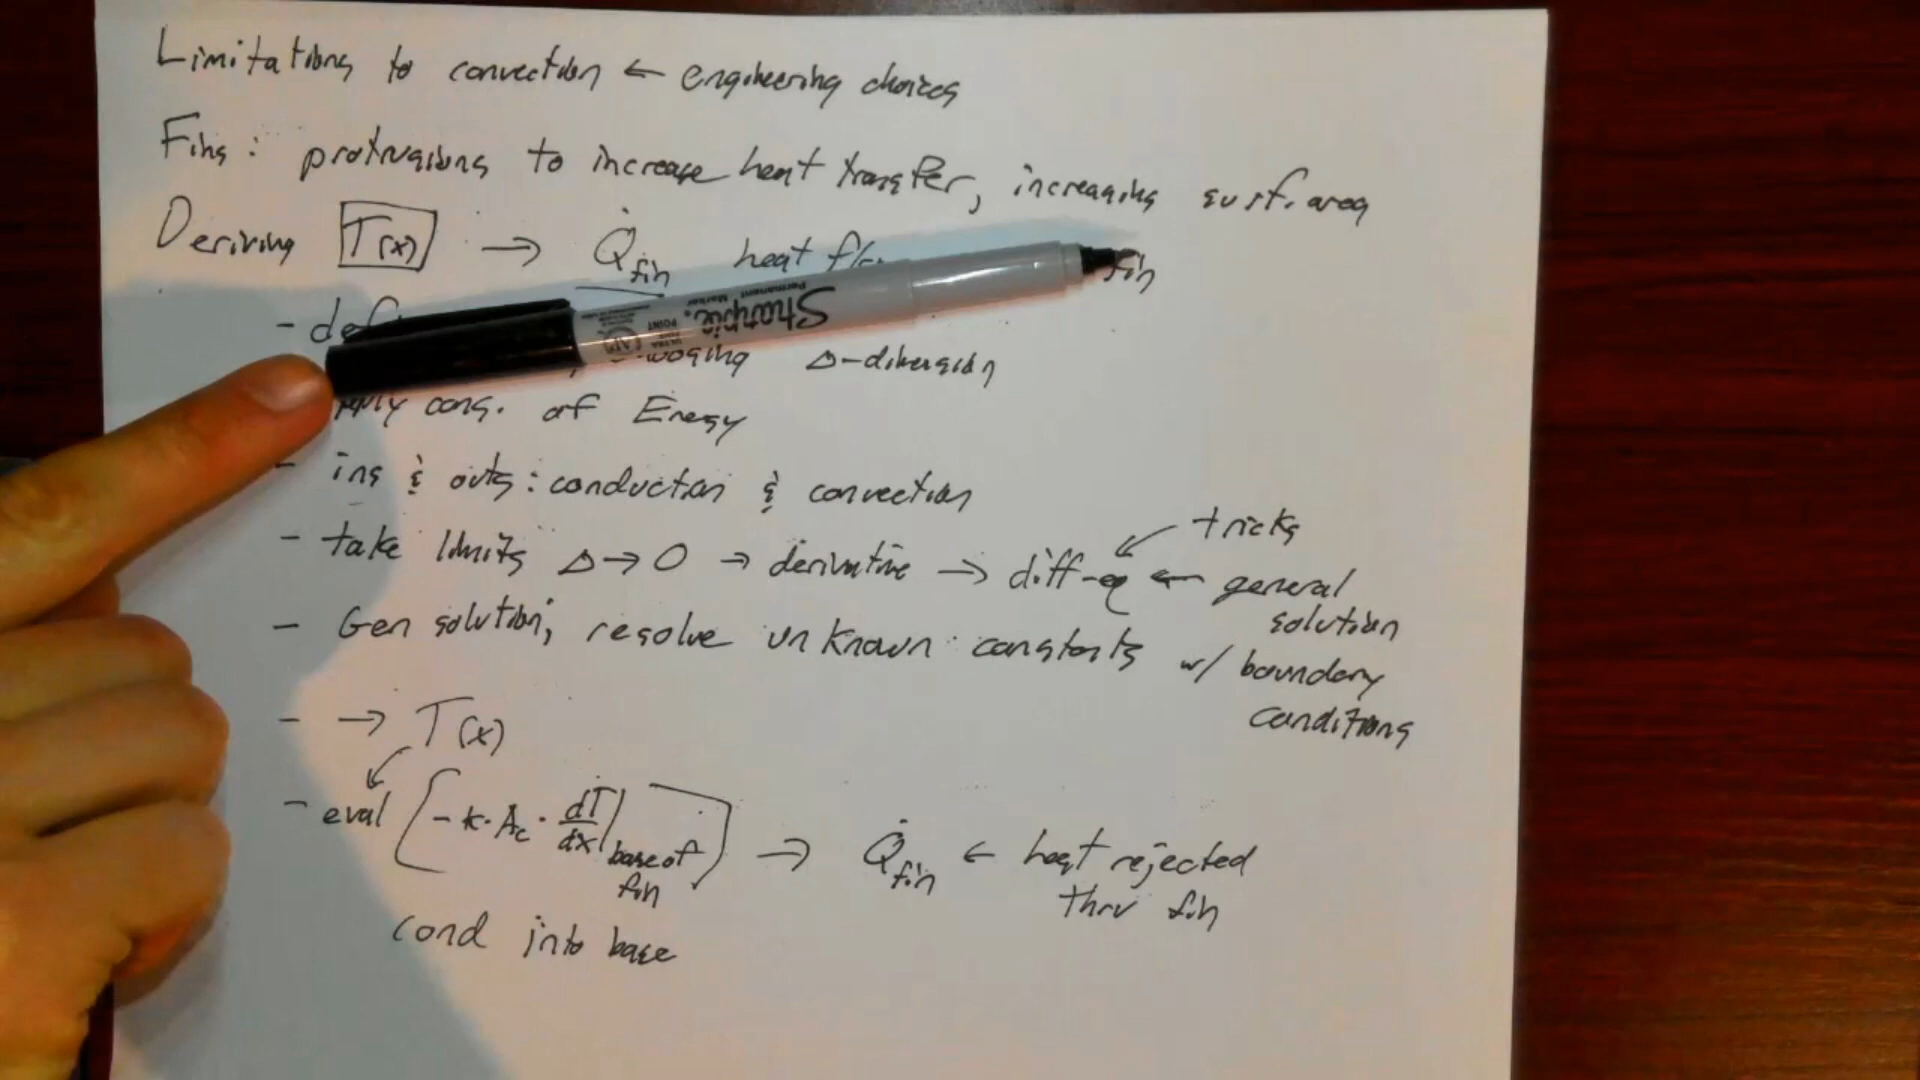 Limitations to convection ← engineering choices
Fins: protrusions to increase heat transfer, increasing surf. area
Deriving T(x) → Q̇fin heat fin
Sharpie. Permanent Marker
Δ-dimension
cons. of Energy
- ins & outs: conduction & convection
- take limits Δ→0 → derivative → diff-eq ← general solution
tricks
- Gen solution; resolve unknown constants w/ boundary conditions
- → T(x)
- eval (-k·Ac·dT/dx|base of fin) → Q̇fin ← heat rejected thru fin
cond into base